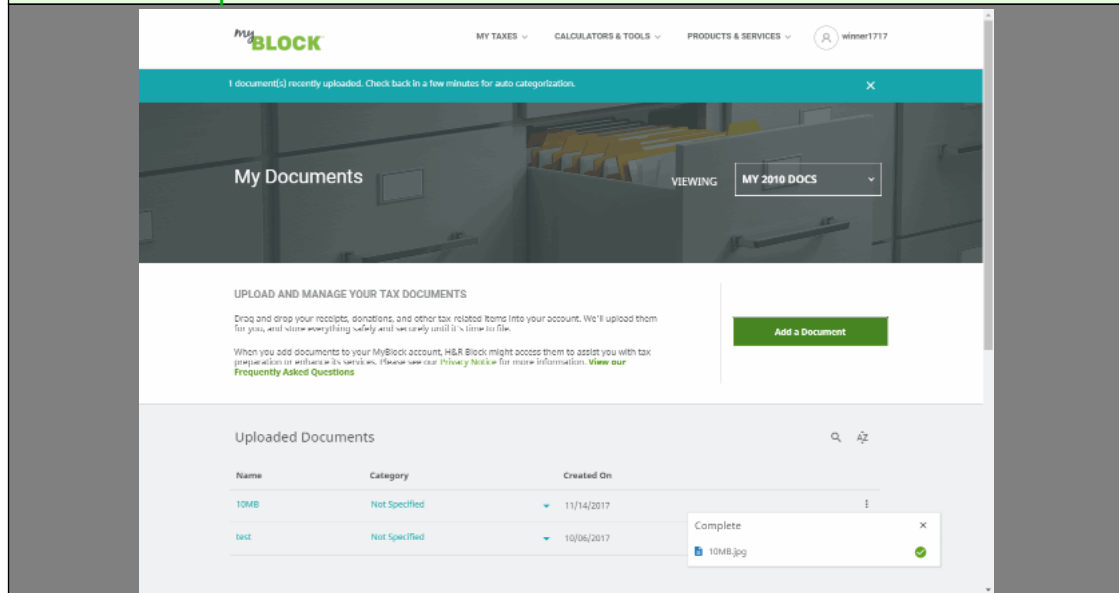 my BLOCK
MY TAXES
CALCULATORS & TOOLS
PRODUCTS & SERVICES
winner1717
1 document(s) recently uploaded. Check back in a few minutes for auto categorization.
My Documents
VIEWING
MY 2010 DOCS
UPLOAD AND MANAGE YOUR TAX DOCUMENTS
Drag and drop your receipts, donations, and other tax related items into your account. We'll upload them
for you, and store everything safely and securely until it's time to file.
When you add documents to your MyBlock account, H&R Block might access them to assist you with tax
preparation or enhance its services. Please see our Privacy Notice for more information. View our
Frequently Asked Questions
Add a Document
Uploaded Documents
AZ
Name
Category
Created On
10MB
Not Specified
11/14/2017
test
Not Specified
10/06/2017
Complete
10MB.jpg